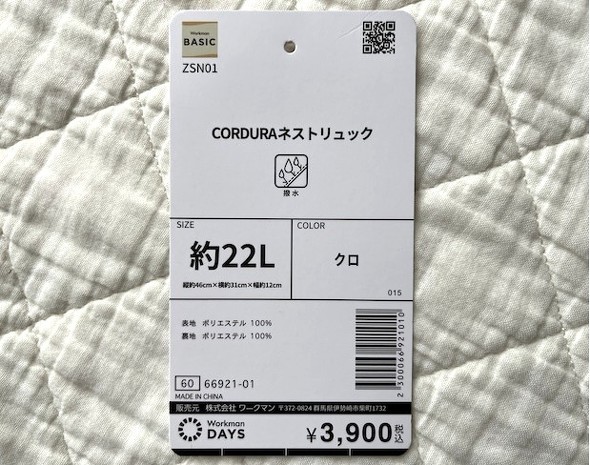 Workman
BASIC
ZSN01
CORDURAネストリュック
撥水
SIZE
約22L
縦約46cm×横約31cm×幅約12cm
COLOR
クロ
015
表地 ポリエステル 100%
裏地 ポリエステル 100%
2300066921010
60 66921-01
MADE IN CHINA
販売元 株式会社 ワークマン 〒372-0824 群馬県伊勢崎市柴町1732
Workman
DAYS
¥3,900税込